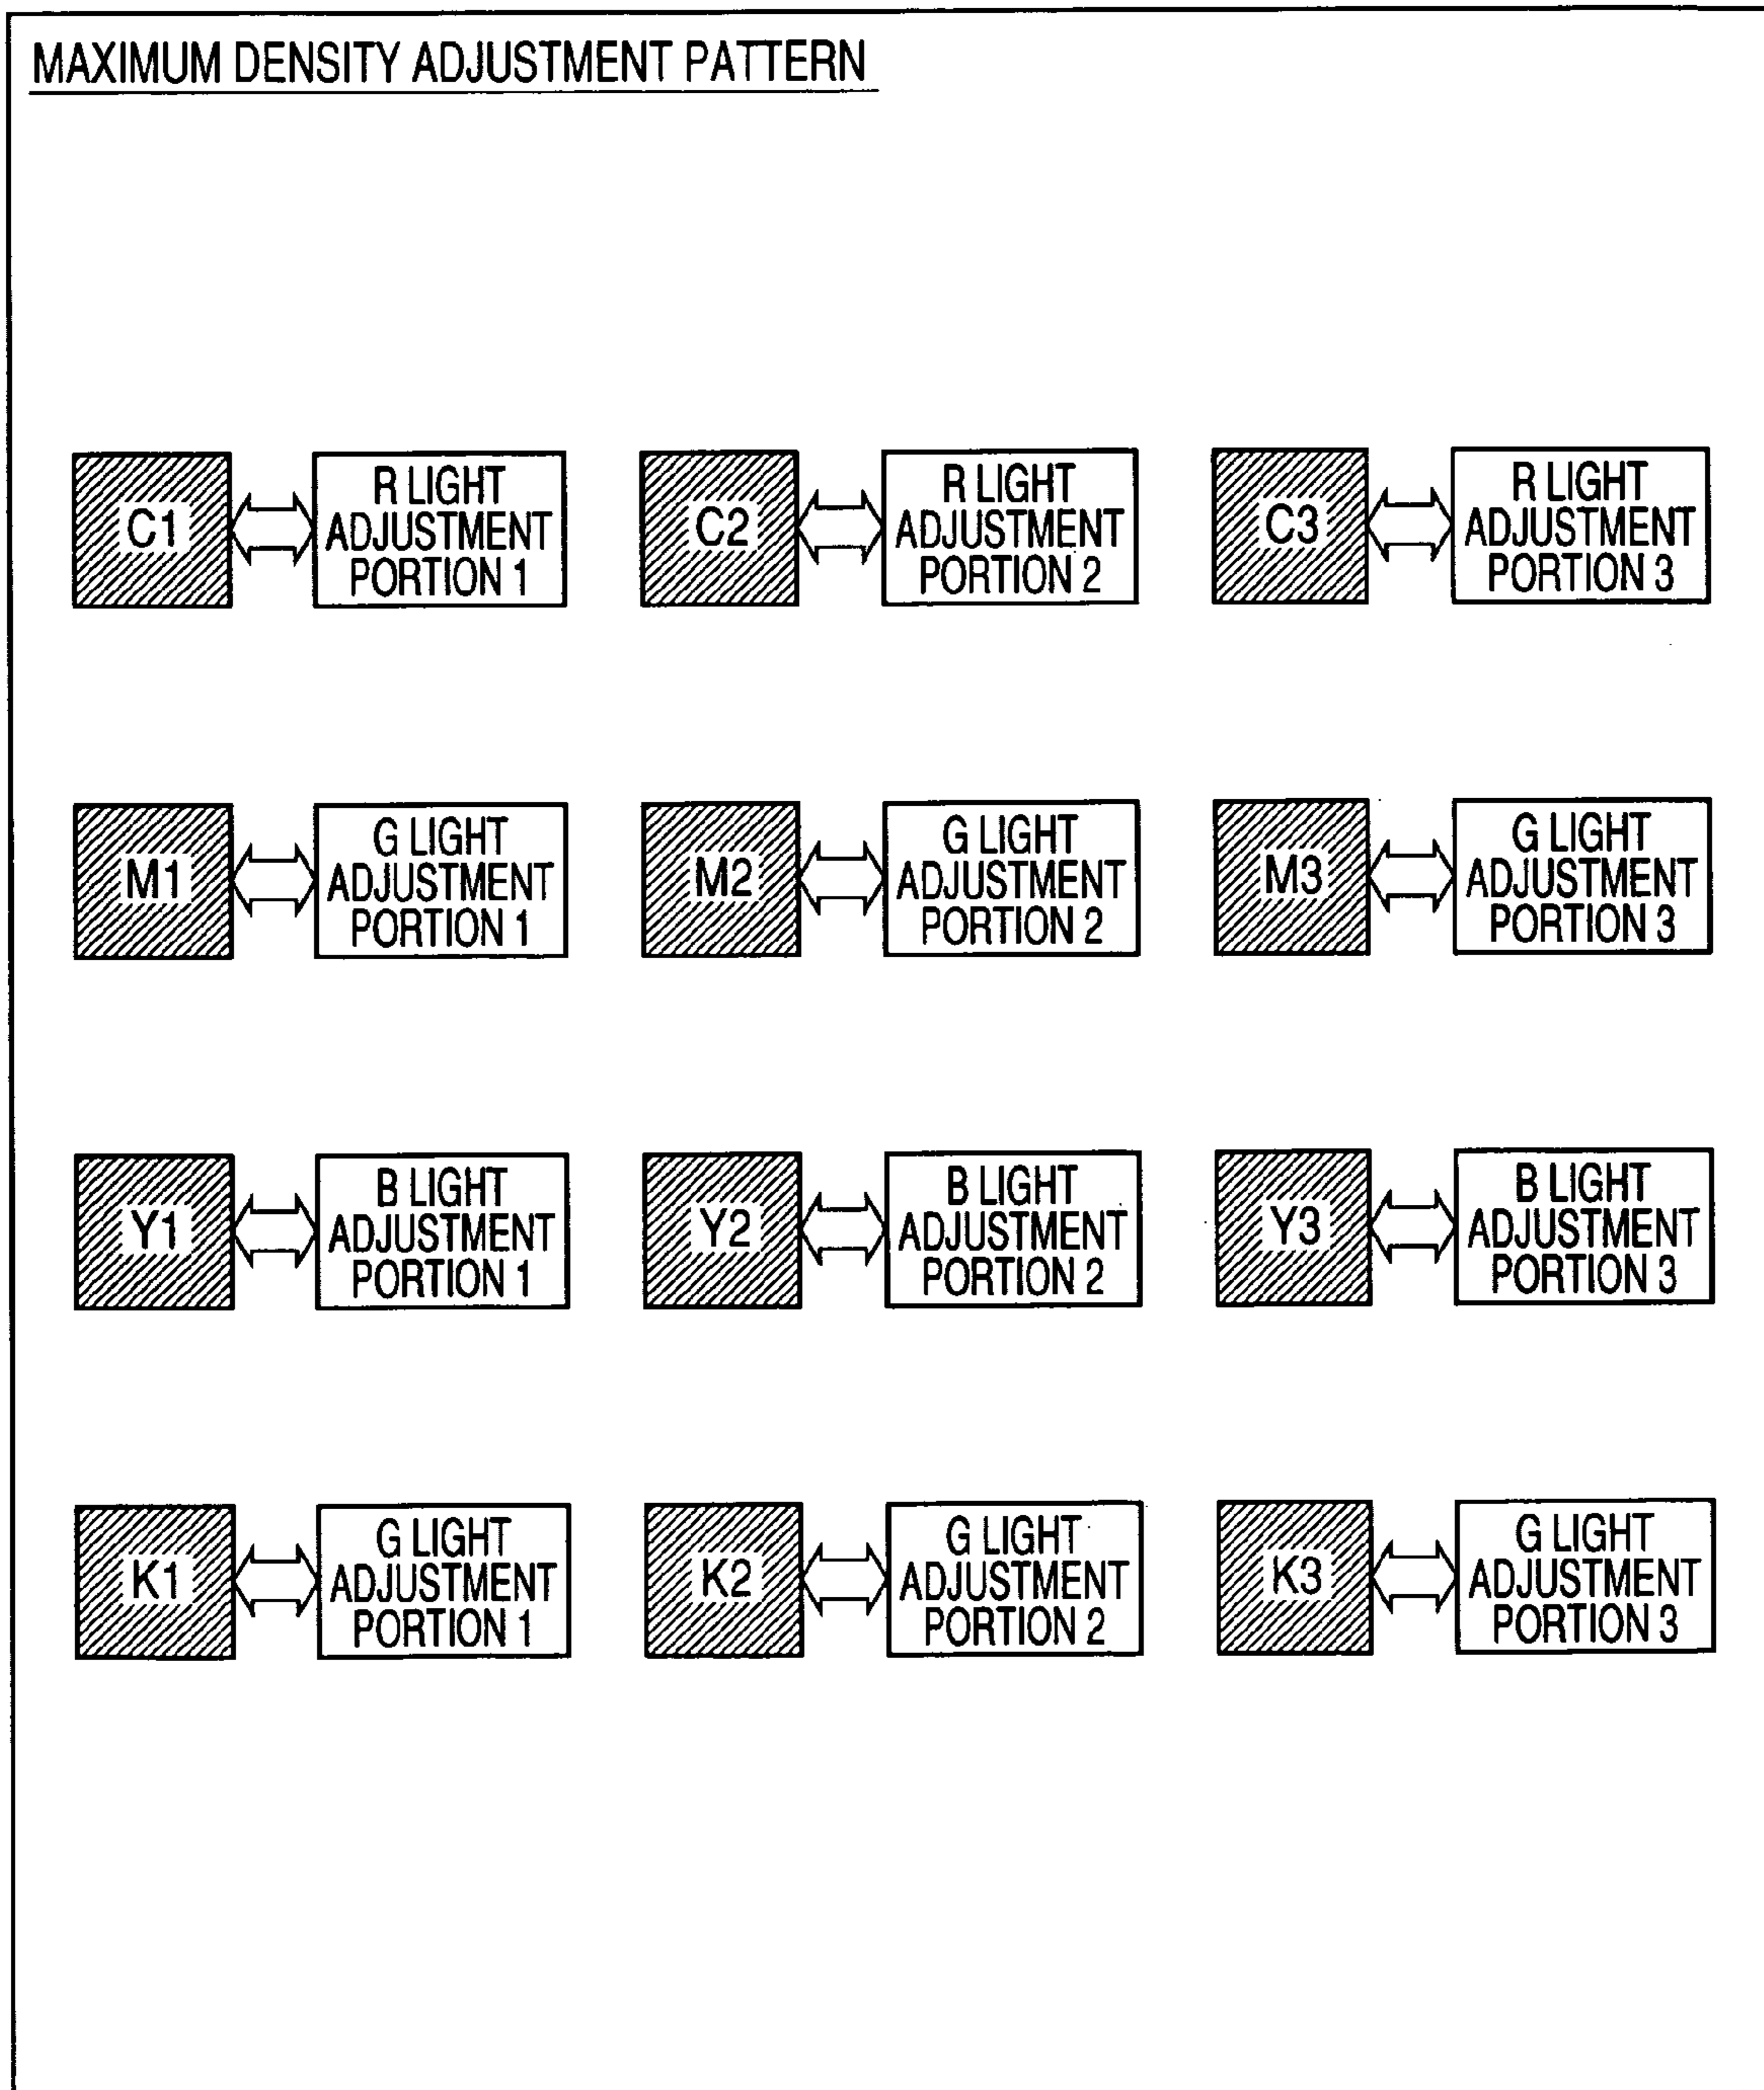 MAXIMUM DENSITY ADJUSTMENT PATTERN
C1
R LIGHT
ADJUSTMENT
PORTION 1
C2
R LIGHT
ADJUSTMENT
PORTION 2
C3
R LIGHT
ADJUSTMENT
PORTION 3
M1
G LIGHT
ADJUSTMENT
PORTION 1
M2
G LIGHT
ADJUSTMENT
PORTION 2
M3
G LIGHT
ADJUSTMENT
PORTION 3
Y1
B LIGHT
ADJUSTMENT
PORTION 1
Y2
B LIGHT
ADJUSTMENT
PORTION 2
Y3
B LIGHT
ADJUSTMENT
PORTION 3
K1
G LIGHT
ADJUSTMENT
PORTION 1
K2
G LIGHT
ADJUSTMENT
PORTION 2
K3
G LIGHT
ADJUSTMENT
PORTION 3